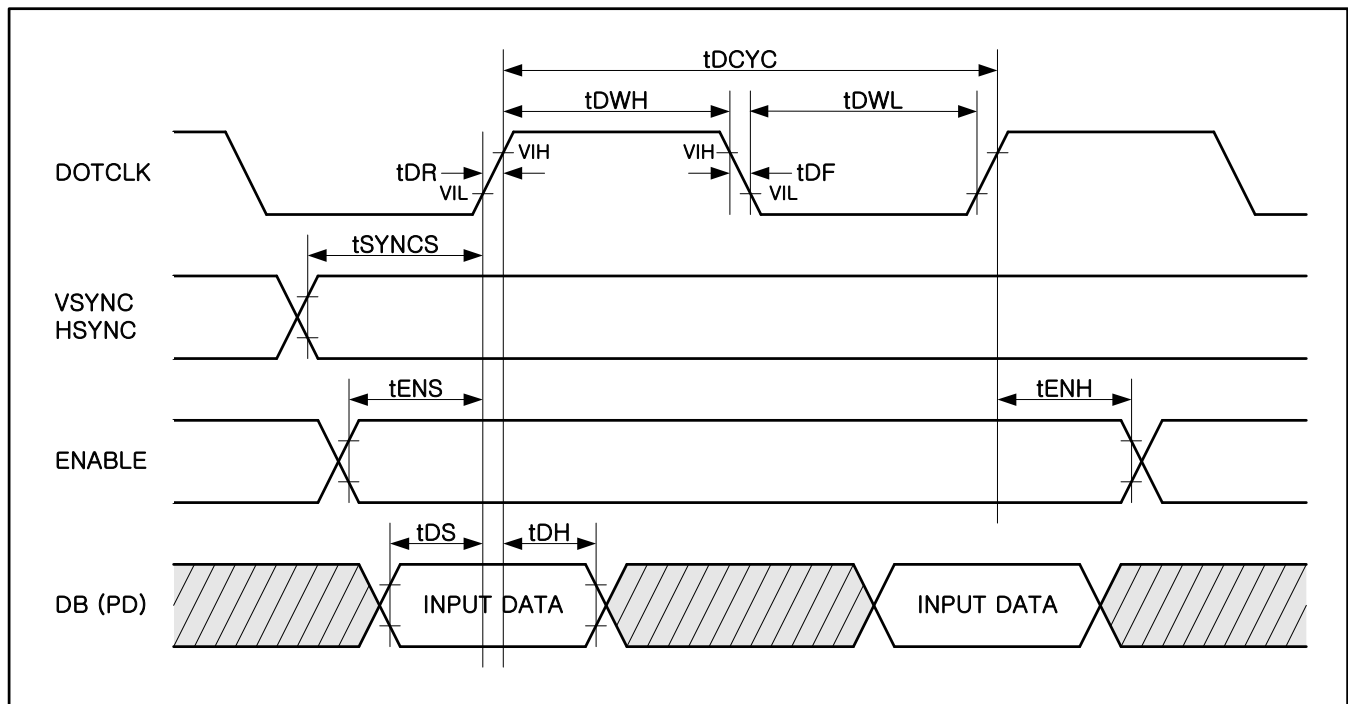 tDCYC
tDWH
tDWL
DOTCLK
VIH
VIH
tDR
tDF
VIL
VIL
tSYNCS
VSYNC
HSYNC
tENS
tENH
ENABLE
tDS
tDH
DB (PD)
INPUT DATA
INPUT DATA